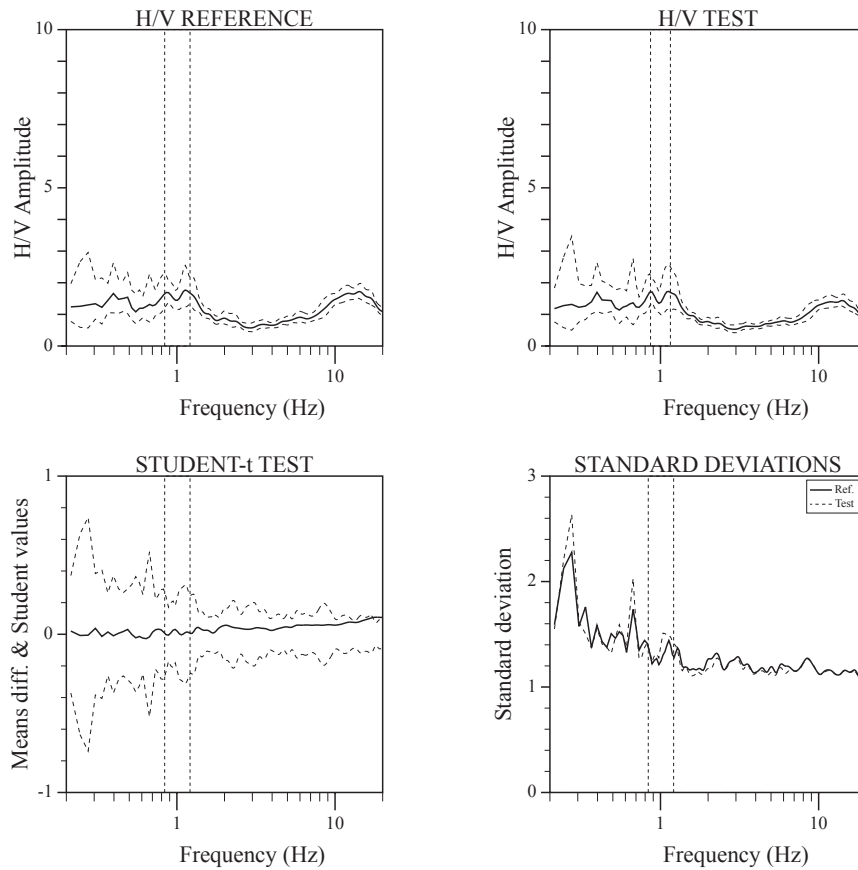 H/V REFERENCE
10
5
0
H/V Amplitude
1
10
Frequency (Hz)
H/V TEST
10
5
0
H/V Amplitude
1
10
Frequency (Hz)
STUDENT-t TEST
1
0
-1
Means diff. & Student values
1
10
Frequency (Hz)
STANDARD DEVIATIONS
3
2
1
0
Standard deviation
Ref.
Test
1
10
Frequency (Hz)